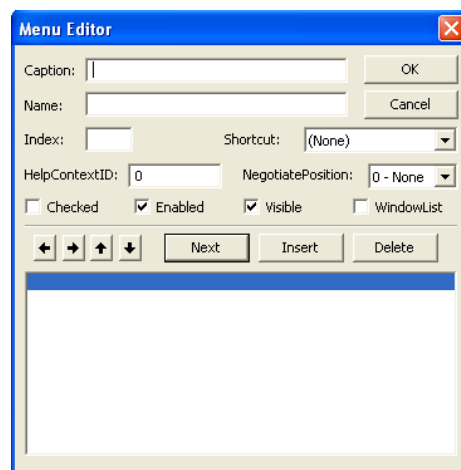 Menu Editor
Caption:
OK
Name:
Cancel
Index:
Shortcut:
(None)
HelpContextID:
0
NegotiatePosition:
0 - None
Checked
Enabled
Visible
WindowList
Next
Insert
Delete